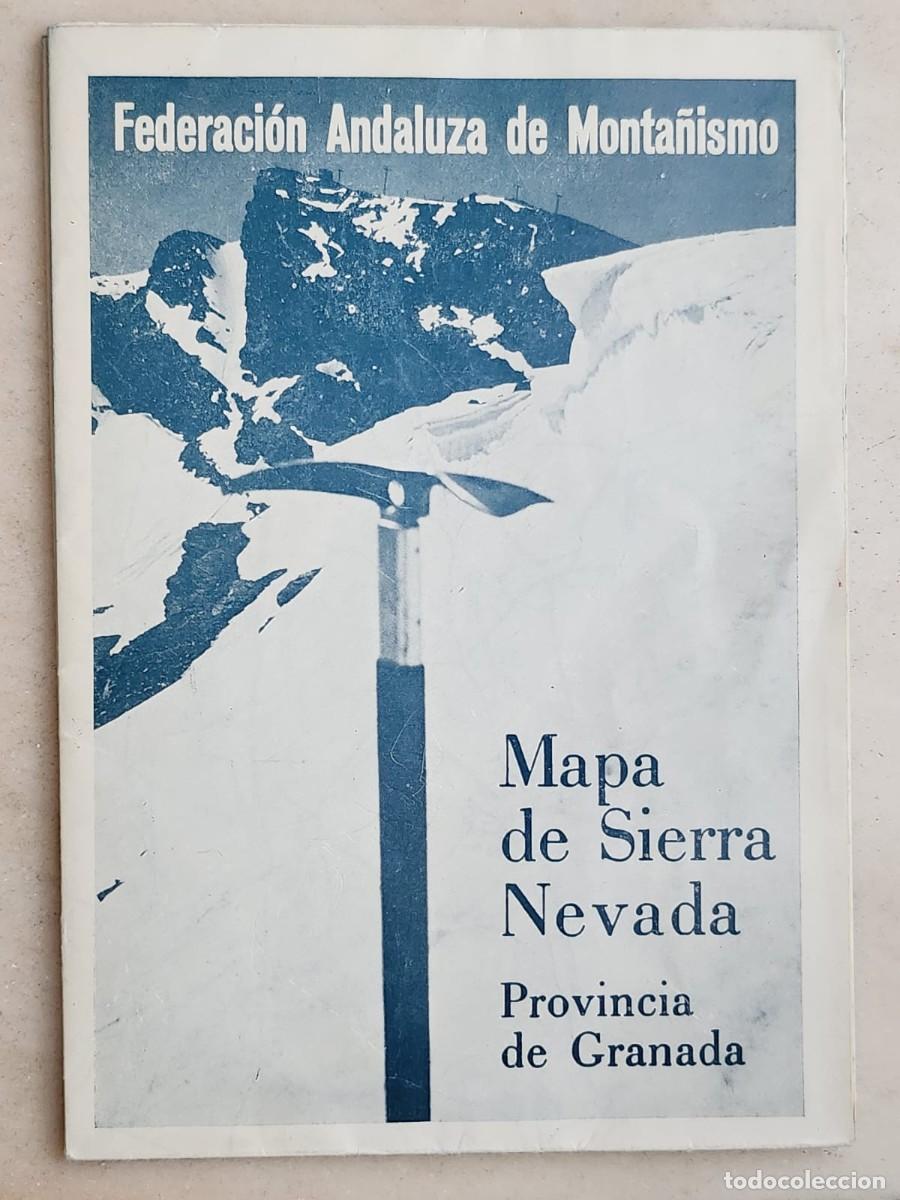 Federación Andaluza de Montañismo
Mapa
de Sierra
Nevada
Provincia
de Granada
todocoleccion